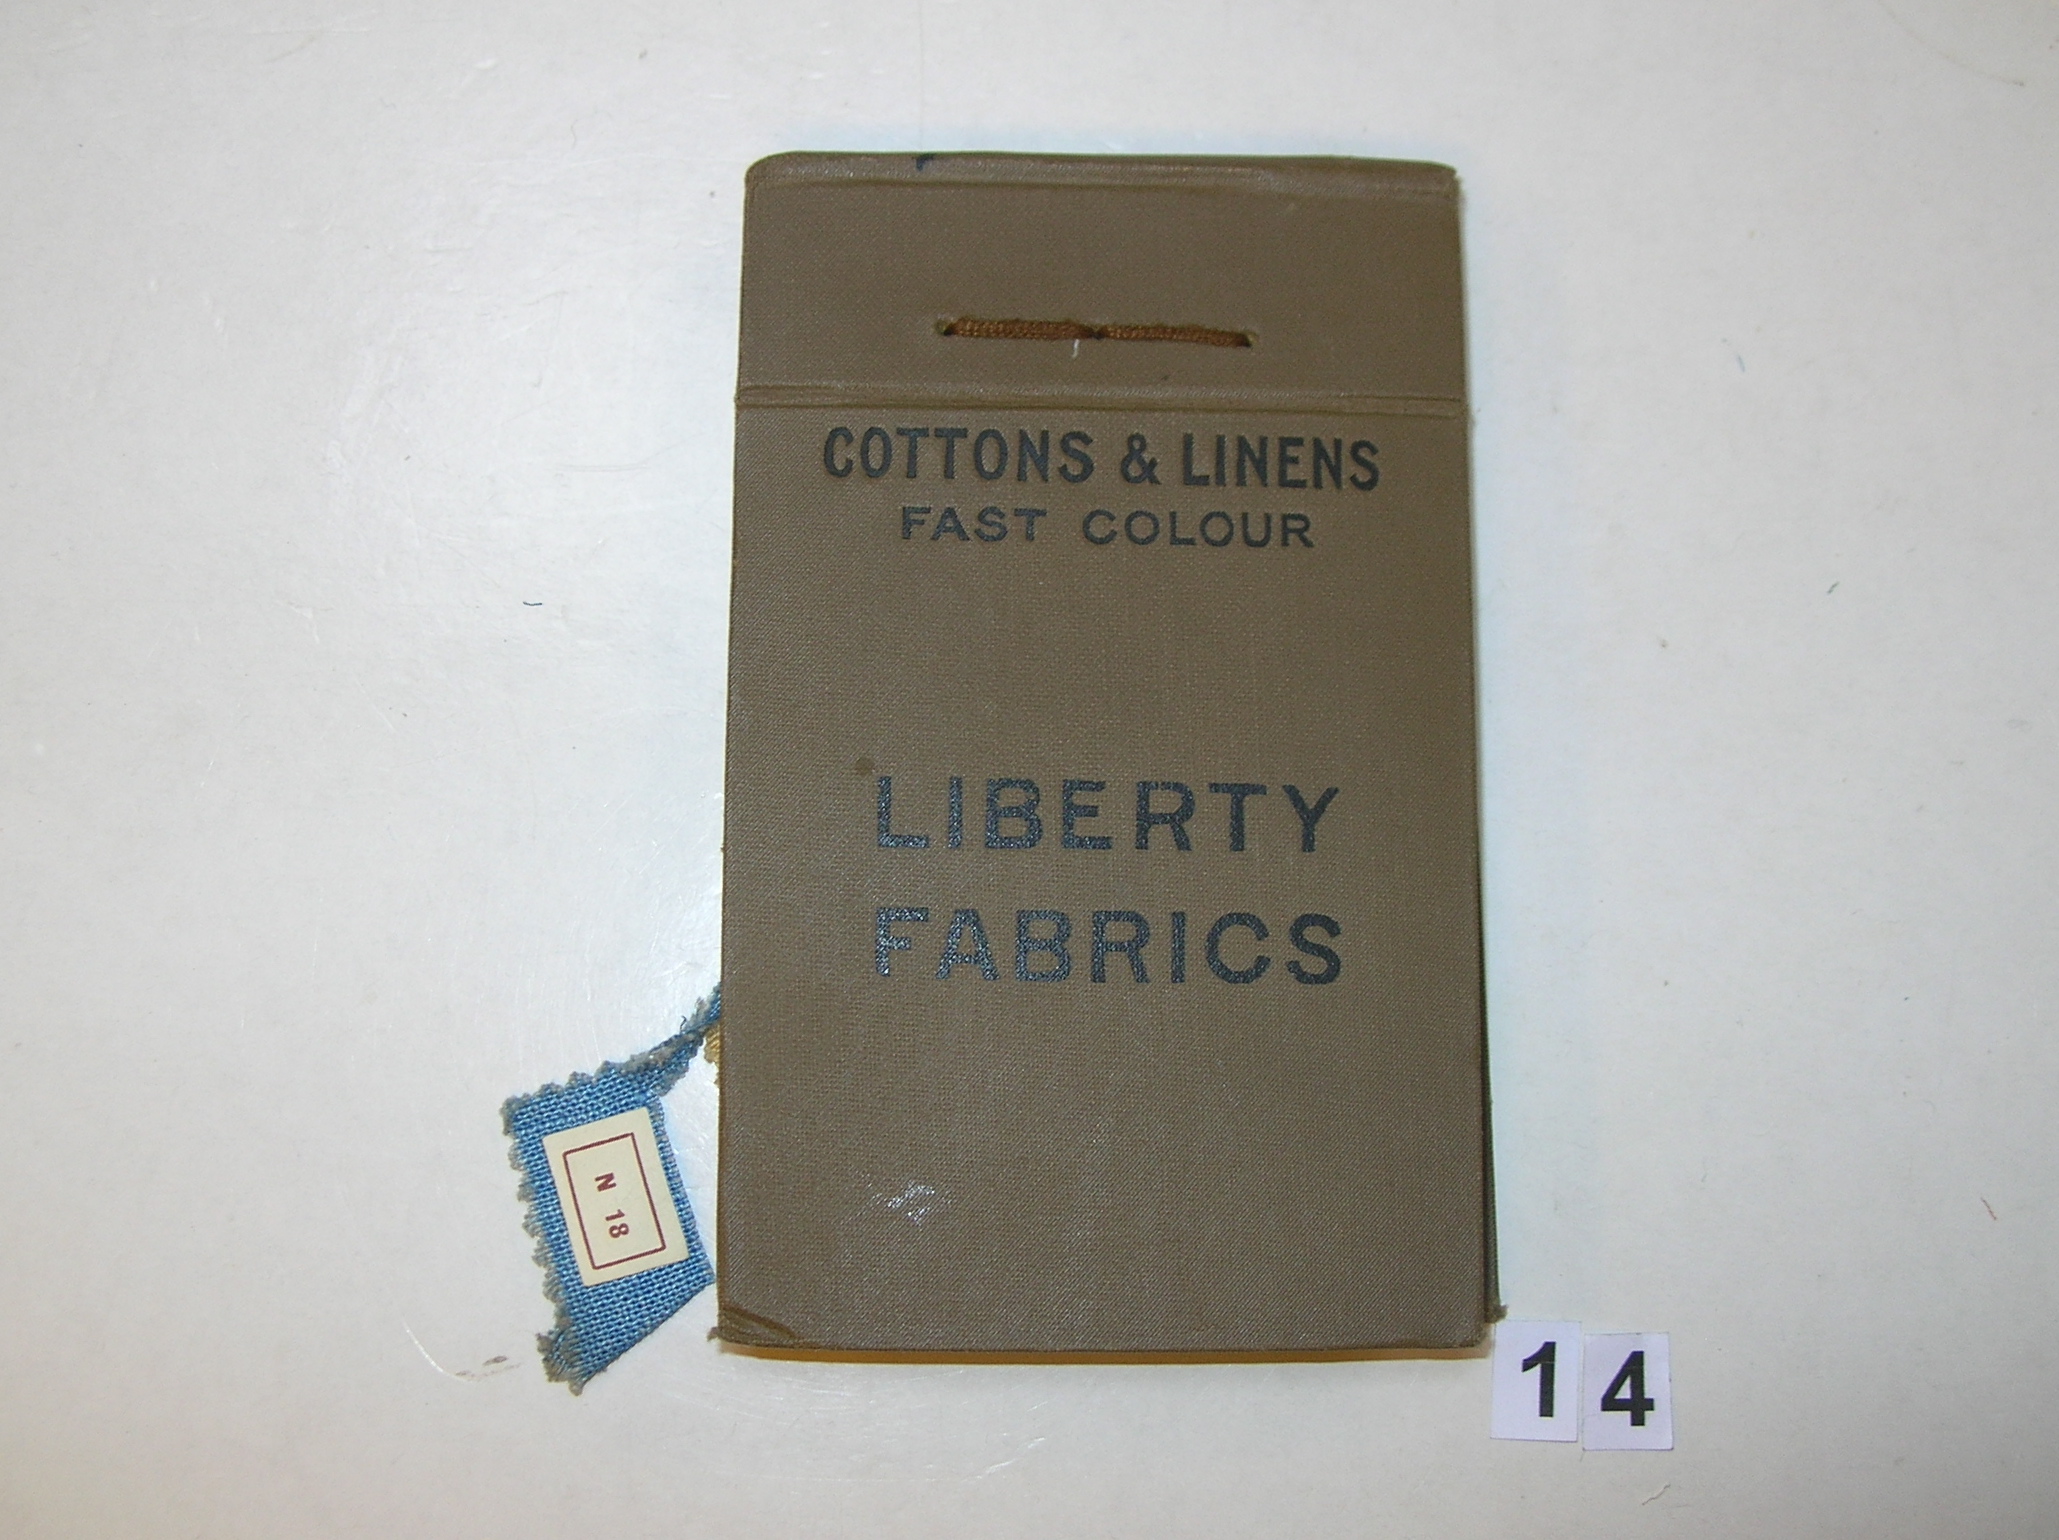 COTTONS & LINENS
FAST COLOUR
LIBERTY
FABRICS
N 18
14